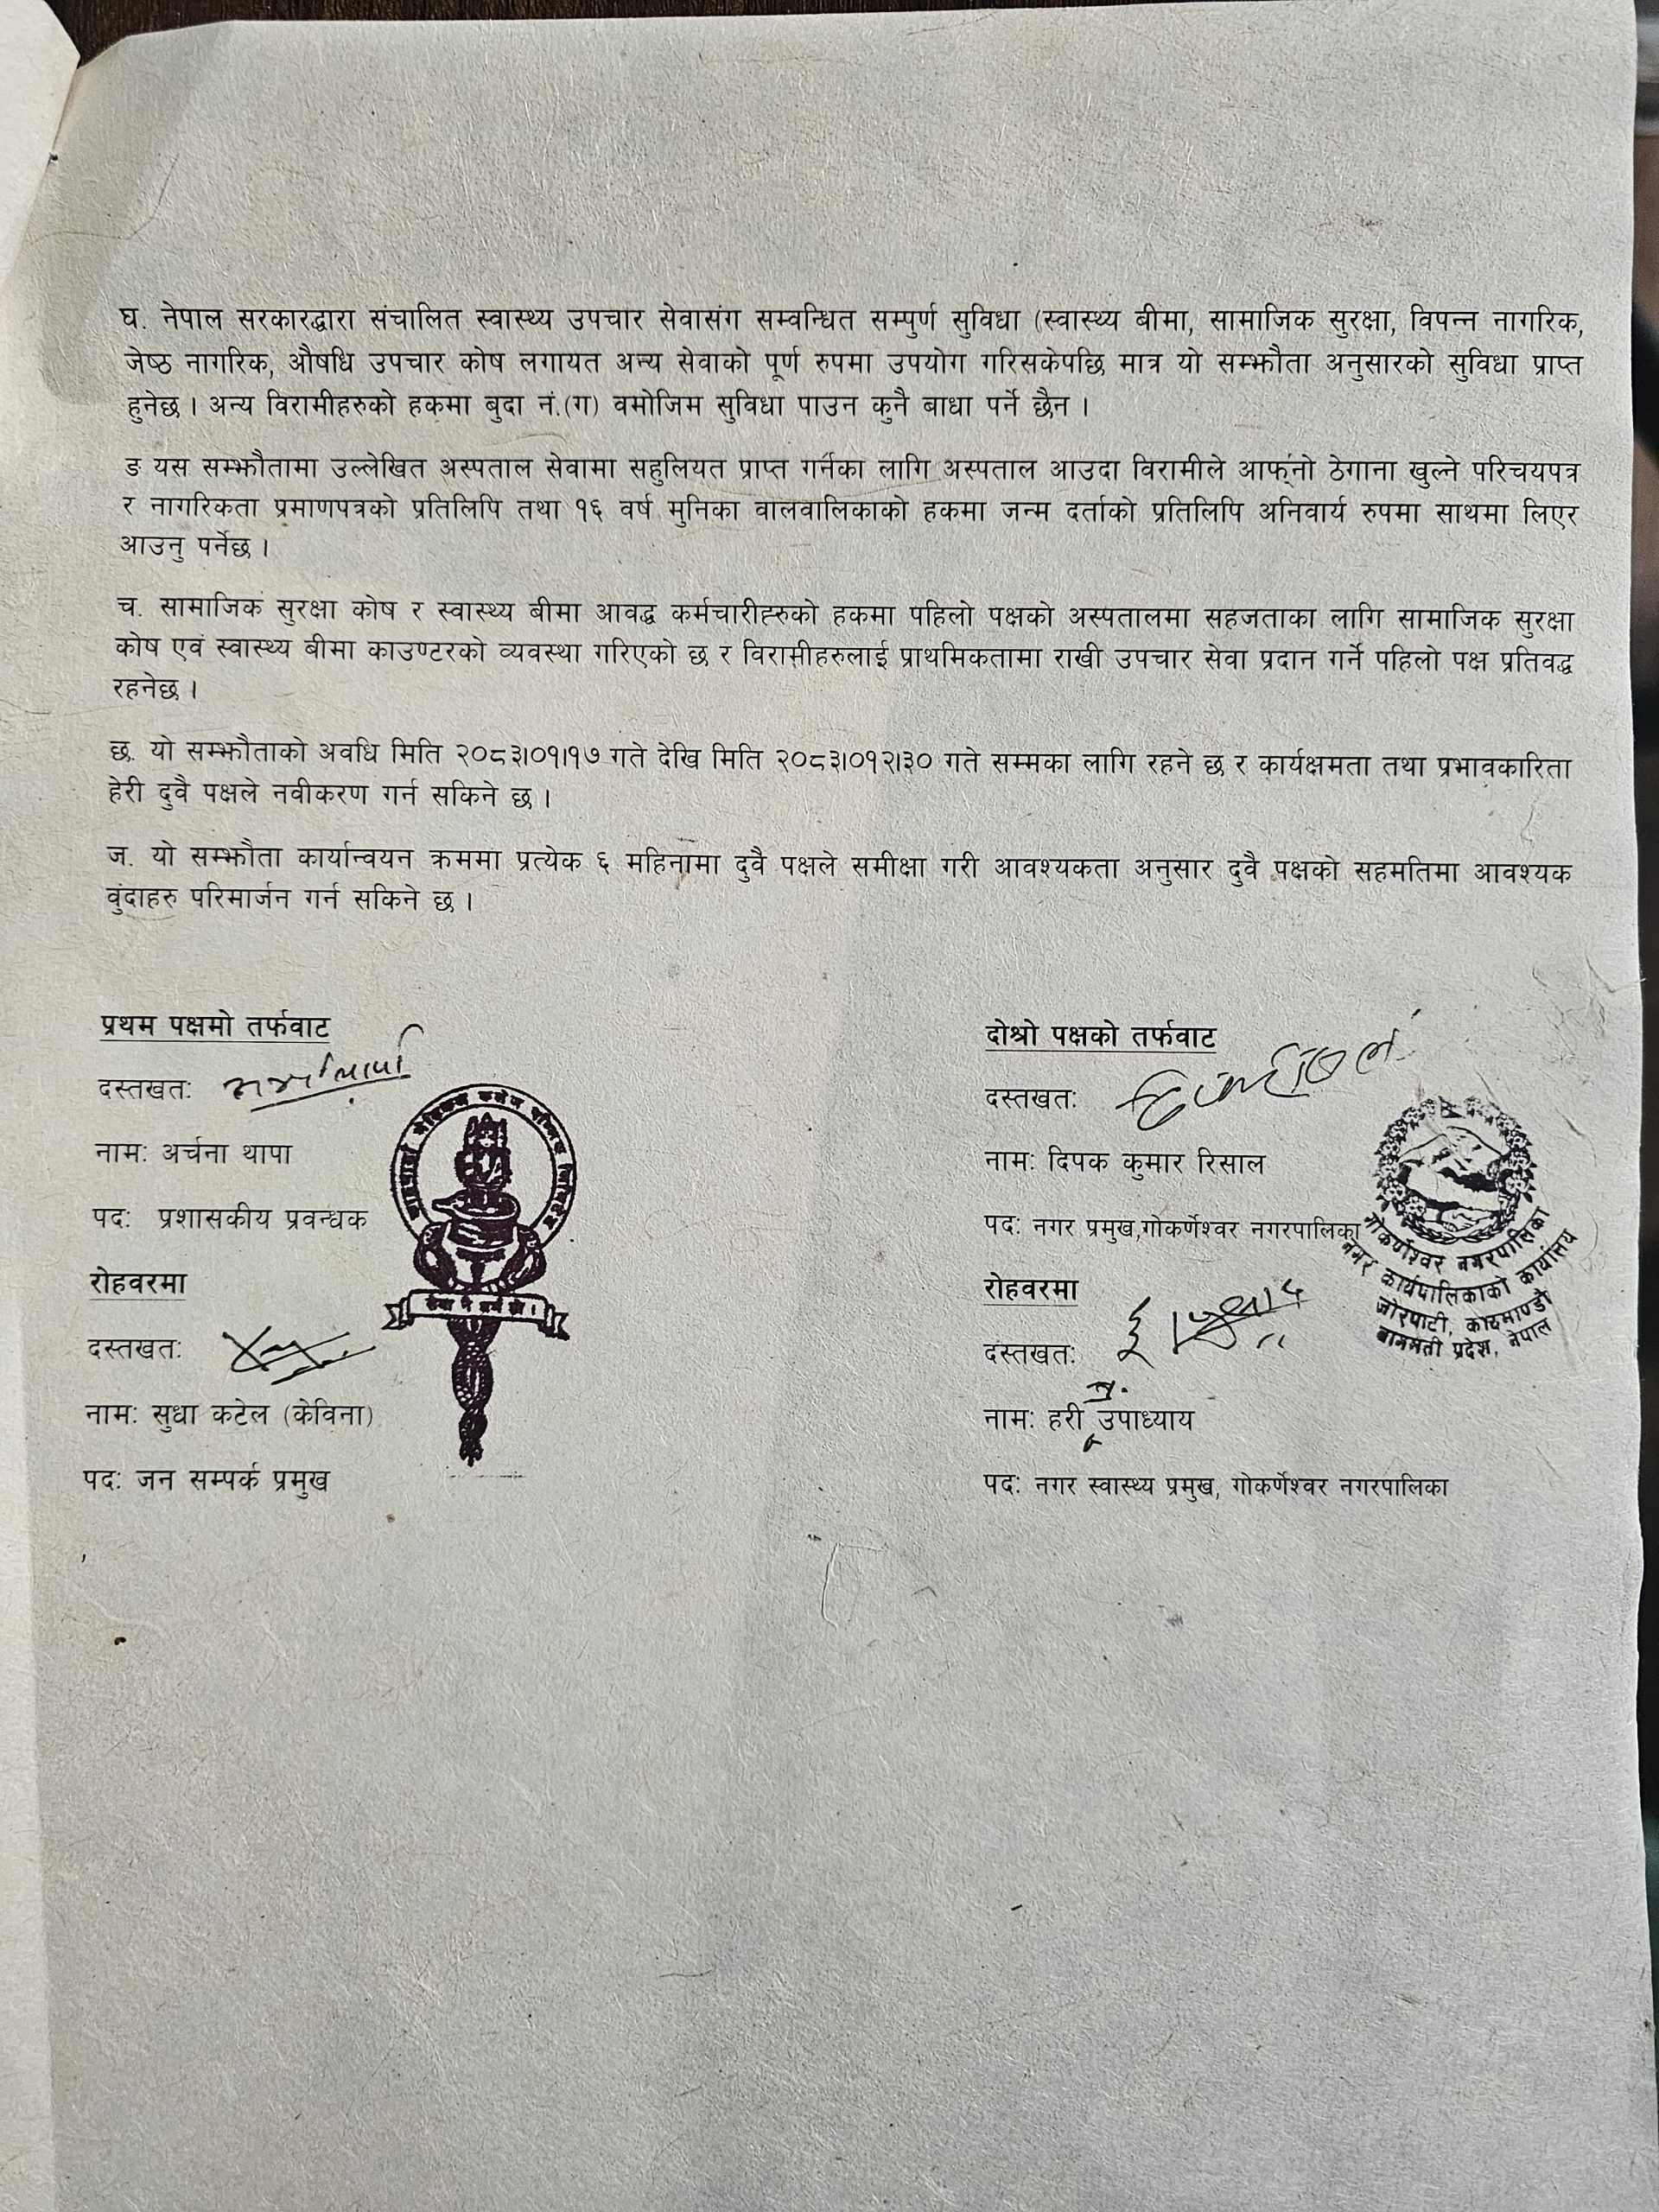 घ. नेपाल सरकारद्धारा संचालित स्वास्थ्य उपचार सेवासंग सम्वन्धित सम्पुर्ण सुविधा (स्वास्थ्य बीमा, सामाजिक सुरक्षा, विपन्न नागरिक,
जेष्ठ नागरिक, औषधि उपचार कोष लगायत अन्य सेवाको पूर्ण रुपमा उपयोग गरिसकेपछि मात्र यो सम्झौता अनुसारको सुविधा प्राप्त
हुनेछ । अन्य विरामीहरुको हकमा बुदा नं.(ग) वमोजिम सुविधा पाउन कुनै बाधा पर्ने छैन ।
ङ यस सम्झौतामा उल्लेखित अस्पताल सेवामा सहुलियत प्राप्त गर्नका लागि अस्पताल आउदा विरामीले आफ्नो ठेगाना खुल्ने परिचयपत्र
र नागरिकता प्रमाणपत्रको प्रतिलिपि तथा १६ वर्ष मुनिका वालवालिकाको हकमा जन्म दर्ताको प्रतिलिपि अनिवार्य रुपमा साथमा लिएर
आउनु पर्नेछ ।
च. सामाजिक सुरक्षा कोष र स्वास्थ्य बीमा आवद्ध कर्मचारीहरुको हकमा पहिलो पक्षको अस्पतालमा सहजताका लागि सामाजिक सुरक्षा
कोष एवं स्वास्थ्य बीमा काउण्टरको व्यवस्था गरिएको छ र विरामीहरुलाई प्राथमिकतामा राखी उपचार सेवा प्रदान गर्ने पहिलो पक्ष प्रतिवद्ध
रहनेछ ।
छ. यो सम्झौताको अवधि मिति २०८३।०१।१७ गते देखि मिति २०८३।०१२।३० गते सम्मका लागि रहने छ र कार्यक्षमता तथा प्रभावकारिता
हेरी दुवै पक्षले नवीकरण गर्न सकिने छ ।
ज. यो सम्झौता कार्यान्वयन क्रममा प्रत्येक ६ महिनामा दुवै पक्षले समीक्षा गरी आवश्यकता अनुसार दुवै पक्षको सहमतिमा आवश्यक
वुंदाहरु परिमार्जन गर्न सकिने छ ।
प्रथम पक्षमो तर्फवाट
दस्तखतः
नामः अर्चना थापा
पदः प्रशासकीय प्रवन्धक
रोहवरमा
दस्तखतः
नामः सुधा कटेल (केविना)
पदः जन सम्पर्क प्रमुख
सेवा नै धर्म हो ।
दोश्रो पक्षको तर्फवाट
दस्तखतः
नामः दिपक कुमार रिसाल
पदः नगर प्रमुख,गोकर्णेश्वर नगरपालिका
रोहवरमा
दस्तखतः
नामः हरी प्र. उपाध्याय
पदः नगर स्वास्थ्य प्रमुख, गोकर्णेश्वर नगरपालिका
गोकर्णेश्वर नगरपालिका
नगर कार्यपालिकाको कार्यालय
जोरपाटी, काठमाण्डौ
बागमती प्रदेश, नेपाल